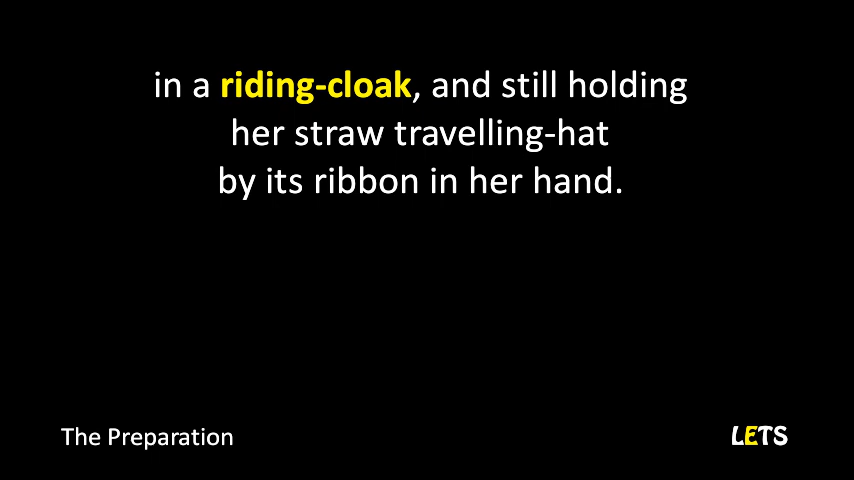 in a riding-cloak, and still holding
her straw travelling-hat
by its ribbon in her hand.
The Preparation
LETS